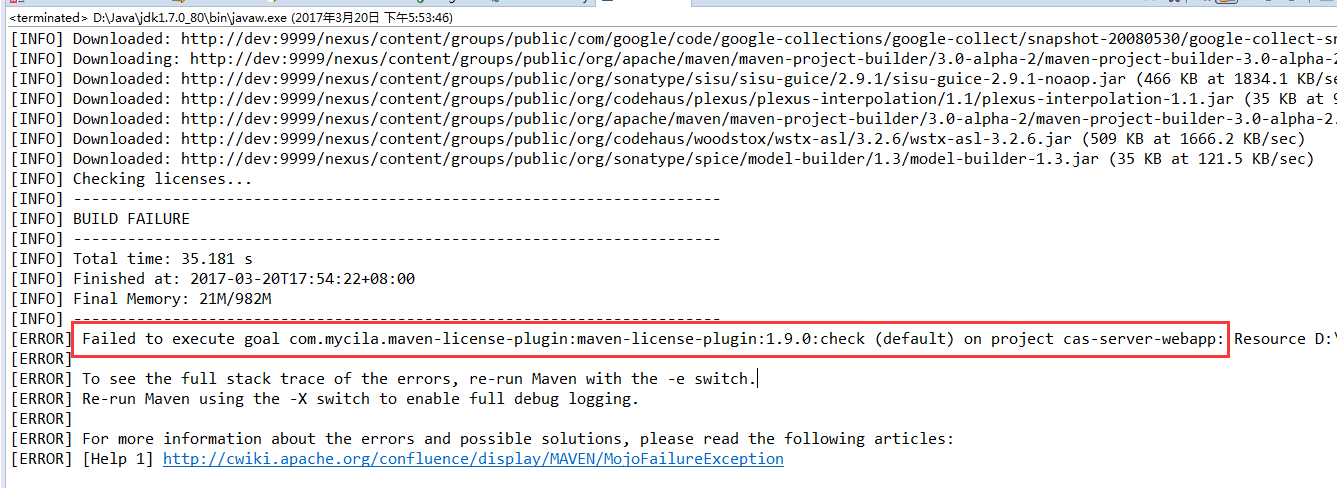 <terminated> D:\Java\jdk1.7.0_80\bin\javaw.exe (2017年3月20日 下午5:53:46)
[INFO] Downloaded: http://dev:9999/nexus/content/groups/public/com/google/code/google-collections/google-collect/snapshot-20080530/google-collect-sn
[INFO] Downloading: http://dev:9999/nexus/content/groups/public/org/apache/maven/maven-project-builder/3.0-alpha-2/maven-project-builder-3.0-alpha-2
[INFO] Downloaded: http://dev:9999/nexus/content/groups/public/org/sonatype/sisu/sisu-guice/2.9.1/sisu-guice-2.9.1-noaop.jar (466 KB at 1834.1 KB/se
[INFO] Downloaded: http://dev:9999/nexus/content/groups/public/org/codehaus/plexus/plexus-interpolation/1.1/plexus-interpolation-1.1.jar (35 KB at 9
[INFO] Downloaded: http://dev:9999/nexus/content/groups/public/org/apache/maven/maven-project-builder/3.0-alpha-2/maven-project-builder-3.0-alpha-2.
[INFO] Downloaded: http://dev:9999/nexus/content/groups/public/org/codehaus/woodstox/wstx-asl/3.2.6/wstx-asl-3.2.6.jar (509 KB at 1666.2 KB/sec)
[INFO] Downloaded: http://dev:9999/nexus/content/groups/public/org/sonatype/spice/model-builder/1.3/model-builder-1.3.jar (35 KB at 121.5 KB/sec)
[INFO] Checking licenses...
[INFO] ------------------------------------------------------------------------
[INFO] BUILD FAILURE
[INFO] ------------------------------------------------------------------------
[INFO] Total time: 35.181 s
[INFO] Finished at: 2017-03-20T17:54:22+08:00
[INFO] Final Memory: 21M/982M
[INFO] ------------------------------------------------------------------------
[ERROR] Failed to execute goal com.mycila.maven-license-plugin:maven-license-plugin:1.9.0:check (default) on project cas-server-webapp: Resource D:\
[ERROR]
[ERROR] To see the full stack trace of the errors, re-run Maven with the -e switch.
[ERROR] Re-run Maven using the -X switch to enable full debug logging.
[ERROR]
[ERROR] For more information about the errors and possible solutions, please read the following articles:
[ERROR] [Help 1] http://cwiki.apache.org/confluence/display/MAVEN/MojoFailureException